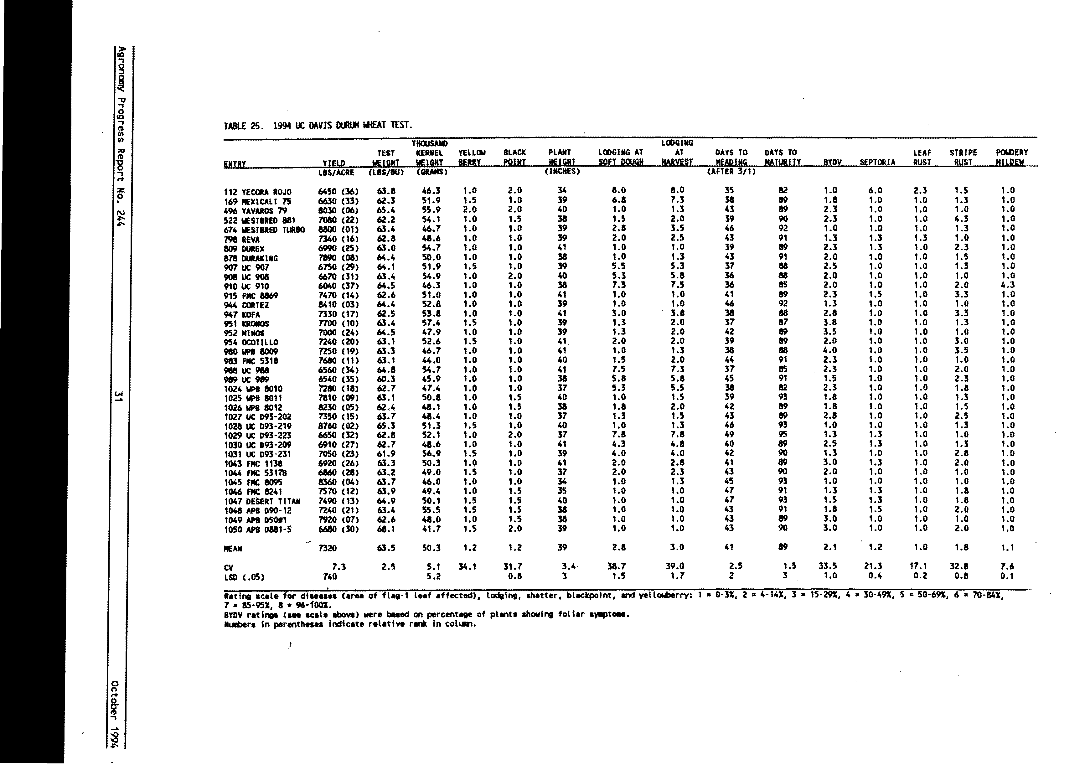 Agronomy Progress Report No. 244
31
October 1994
TABLE 25. 1994 UC DAVIS DURUM WHEAT TEST.
THOUSAND LODGING
TEST KERNEL YELLOW BLACK PLANT LODGING AT AT DAYS TO DAYS TO LEAF STRIPE POWDERY
ENTRY YIELD WEIGHT WEIGHT BERRY POINT HEIGHT SOFT DOUGH HARVEST HEADING MATURITY BYDV SEPTORIA RUST RUST MILDEW
LBS/ACRE (LBS/BU) (GRAMS) (INCHES) (AFTER 3/1)
112 YECORA ROJO 6450 (36) 63.8 46.3 1.0 2.0 34 8.0 8.0 35 82 1.0 6.0 2.3 1.5 1.0
169 MEXICALI 75 6630 (33) 62.3 51.9 1.5 1.0 39 6.8 7.3 38 89 1.8 1.0 1.0 1.3 1.0
496 YAVAROS 79 8030 (06) 65.4 55.9 2.0 2.0 40 1.0 1.3 43 89 2.3 1.0 1.0 1.0 1.0
522 WESTBRED 881 7080 (22) 62.2 54.1 1.0 1.5 38 1.5 2.0 39 90 2.3 1.0 1.0 4.3 1.0
674 WESTBRED TURBO 8800 (01) 63.4 46.7 1.0 1.0 39 2.8 3.5 46 92 1.0 1.0 1.0 1.3 1.0
798 REVA 7340 (16) 62.8 48.6 1.0 1.0 39 2.0 2.5 43 91 1.3 1.3 1.3 1.0 1.0
809 DUREX 6990 (25) 63.0 54.7 1.0 1.0 41 1.0 1.0 39 89 2.3 1.3 1.0 2.3 1.0
878 DURAKING 7890 (08) 64.4 50.0 1.0 1.0 38 1.0 1.3 43 91 2.0 1.0 1.0 1.5 1.0
907 UC 907 6750 (29) 64.1 51.9 1.5 1.0 39 5.5 5.3 37 88 2.5 1.0 1.0 1.3 1.0
908 UC 908 6670 (31) 63.4 54.9 1.0 2.0 40 5.3 5.8 36 88 2.0 1.0 1.0 1.0 1.0
910 UC 910 6040 (37) 64.5 46.3 1.0 1.0 38 7.3 7.5 36 85 2.0 1.0 1.0 2.0 4.3
915 FMC 8869 7470 (14) 62.6 51.0 1.0 1.0 41 1.0 1.0 41 89 2.3 1.5 1.0 3.3 1.0
944 CORTEZ 8410 (03) 64.4 52.8 1.0 1.0 39 1.0 1.0 46 92 1.3 1.0 1.0 1.0 1.0
947 KOFA 7330 (17) 62.5 53.8 1.0 1.0 41 3.0 3.8 38 88 2.8 1.0 1.0 3.3 1.0
951 KRONOS 7700 (10) 63.4 57.4 1.5 1.0 39 1.3 2.0 37 87 3.8 1.0 1.0 1.3 1.0
952 MINOS 7000 (24) 64.5 47.9 1.0 1.0 39 1.3 2.0 42 89 3.5 1.0 1.0 1.0 1.0
954 OCOTILLO 7240 (20) 63.1 52.6 1.5 1.0 41 2.0 2.0 39 89 2.0 1.0 1.0 3.0 1.0
980 WPB 8009 7250 (19) 63.3 46.7 1.0 1.0 41 1.0 1.3 38 88 4.0 1.0 1.0 3.5 1.0
983 FMC 5318 7680 (11) 63.1 44.0 1.0 1.0 40 1.5 2.0 44 91 2.3 1.0 1.0 1.0 1.0
988 UC 988 6560 (34) 64.8 54.7 1.0 1.0 41 7.5 7.3 37 85 2.3 1.0 1.0 2.0 1.0
989 UC 989 6540 (35) 60.3 45.9 1.0 1.0 38 5.8 5.8 45 91 1.5 1.0 1.0 2.3 1.0
1024 WPB 8010 7280 (18) 62.7 47.4 1.0 1.0 37 5.3 5.5 38 82 2.3 1.0 1.0 1.8 1.0
1025 WPB 8011 7810 (09) 63.1 50.8 1.0 1.5 40 1.0 1.5 39 93 1.8 1.0 1.0 1.3 1.0
1026 WPB 8012 8230 (05) 62.4 48.1 1.0 1.5 38 1.8 2.0 42 89 1.8 1.0 1.0 1.5 1.0
1027 UC D93-202 7350 (15) 63.7 48.4 1.0 1.0 37 1.3 1.5 43 89 2.8 1.0 1.0 2.5 1.0
1028 UC D93-219 8760 (02) 65.3 51.3 1.5 1.0 40 1.0 1.3 46 93 1.0 1.0 1.0 1.3 1.0
1029 UC D93-223 6650 (32) 62.8 52.1 1.0 2.0 37 7.8 7.8 49 95 1.3 1.3 1.0 1.0 1.0
1030 UC D93-209 6910 (27) 62.7 48.6 1.0 1.0 41 4.3 4.8 40 89 2.5 1.3 1.0 1.3 1.0
1031 UC D93-231 7050 (23) 61.9 56.9 1.5 1.0 39 4.0 4.0 42 90 1.3 1.0 1.0 2.8 1.0
1043 FMC 1138 6920 (26) 63.3 50.3 1.0 1.0 41 2.0 2.8 41 89 3.0 1.3 1.0 2.0 1.0
1044 FMC 5317B 6860 (28) 63.2 49.0 1.5 1.0 37 2.0 2.3 43 90 2.0 1.0 1.0 1.0 1.0
1045 FMC 8095 8360 (04) 63.7 46.0 1.0 1.0 34 1.0 1.3 45 93 1.0 1.0 1.0 1.0 1.0
1046 FMC 8241 7570 (12) 63.9 49.4 1.0 1.5 35 1.0 1.0 47 91 1.3 1.3 1.0 1.8 1.0
1047 DESERT TITAN 7490 (13) 64.9 50.1 1.5 1.5 40 1.0 1.0 47 93 1.5 1.3 1.0 1.8 1.0
1048 APB D90-12 7240 (21) 63.4 55.5 1.5 1.5 38 1.0 1.0 43 91 1.8 1.5 1.0 2.0 1.0
1049 APB D5081 7920 (07) 62.6 48.0 1.0 1.5 38 1.0 1.0 43 89 3.0 1.0 1.0 1.0 1.0
1050 APB D881-5 6680 (30) 68.1 41.7 1.5 2.0 39 1.0 1.0 43 90 3.0 1.0 1.0 2.0 1.0
MEAN 7320 63.5 50.3 1.2 1.2 39 2.8 3.0 41 89 2.1 1.2 1.0 1.8 1.1
CV 7.3 2.5 5.1 34.1 31.7 3.4 38.7 39.0 2.5 1.5 33.5 21.3 17.1 32.8 7.6
LSD (.05) 740 5.2 0.8 3 1.5 1.7 2 3 1.0 0.4 0.2 0.8 0.1
Rating scale for diseases (area of flag-1 leaf affected), lodging, shatter, blackpoint, and yellowberry: 1 = 0-3%, 2 = 4-14%, 3 = 15-29%, 4 = 30-49%, 5 = 50-69%, 6 = 70-84%,
7 = 85-95%, 8 = 96-100%.
BYDV ratings (see scale above) were based on percentage of plants showing foliar symptoms.
Numbers in parentheses indicate relative rank in column.